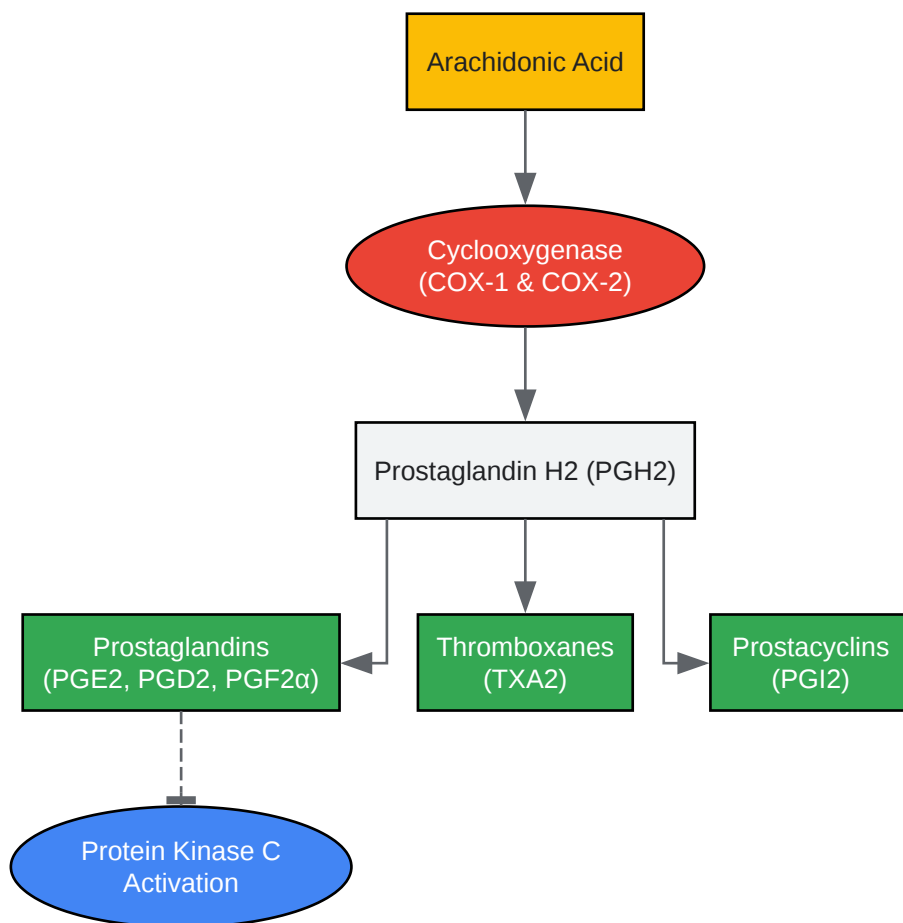 Arachidonic Acid
Cyclooxygenase
(COX-1 & COX-2)
Prostaglandin H2 (PGH2)
Prostaglandins
(PGE2, PGD2, PGF2α)
Thromboxanes
(TXA2)
Prostacyclins
(PGI2)
Protein Kinase C
Activation